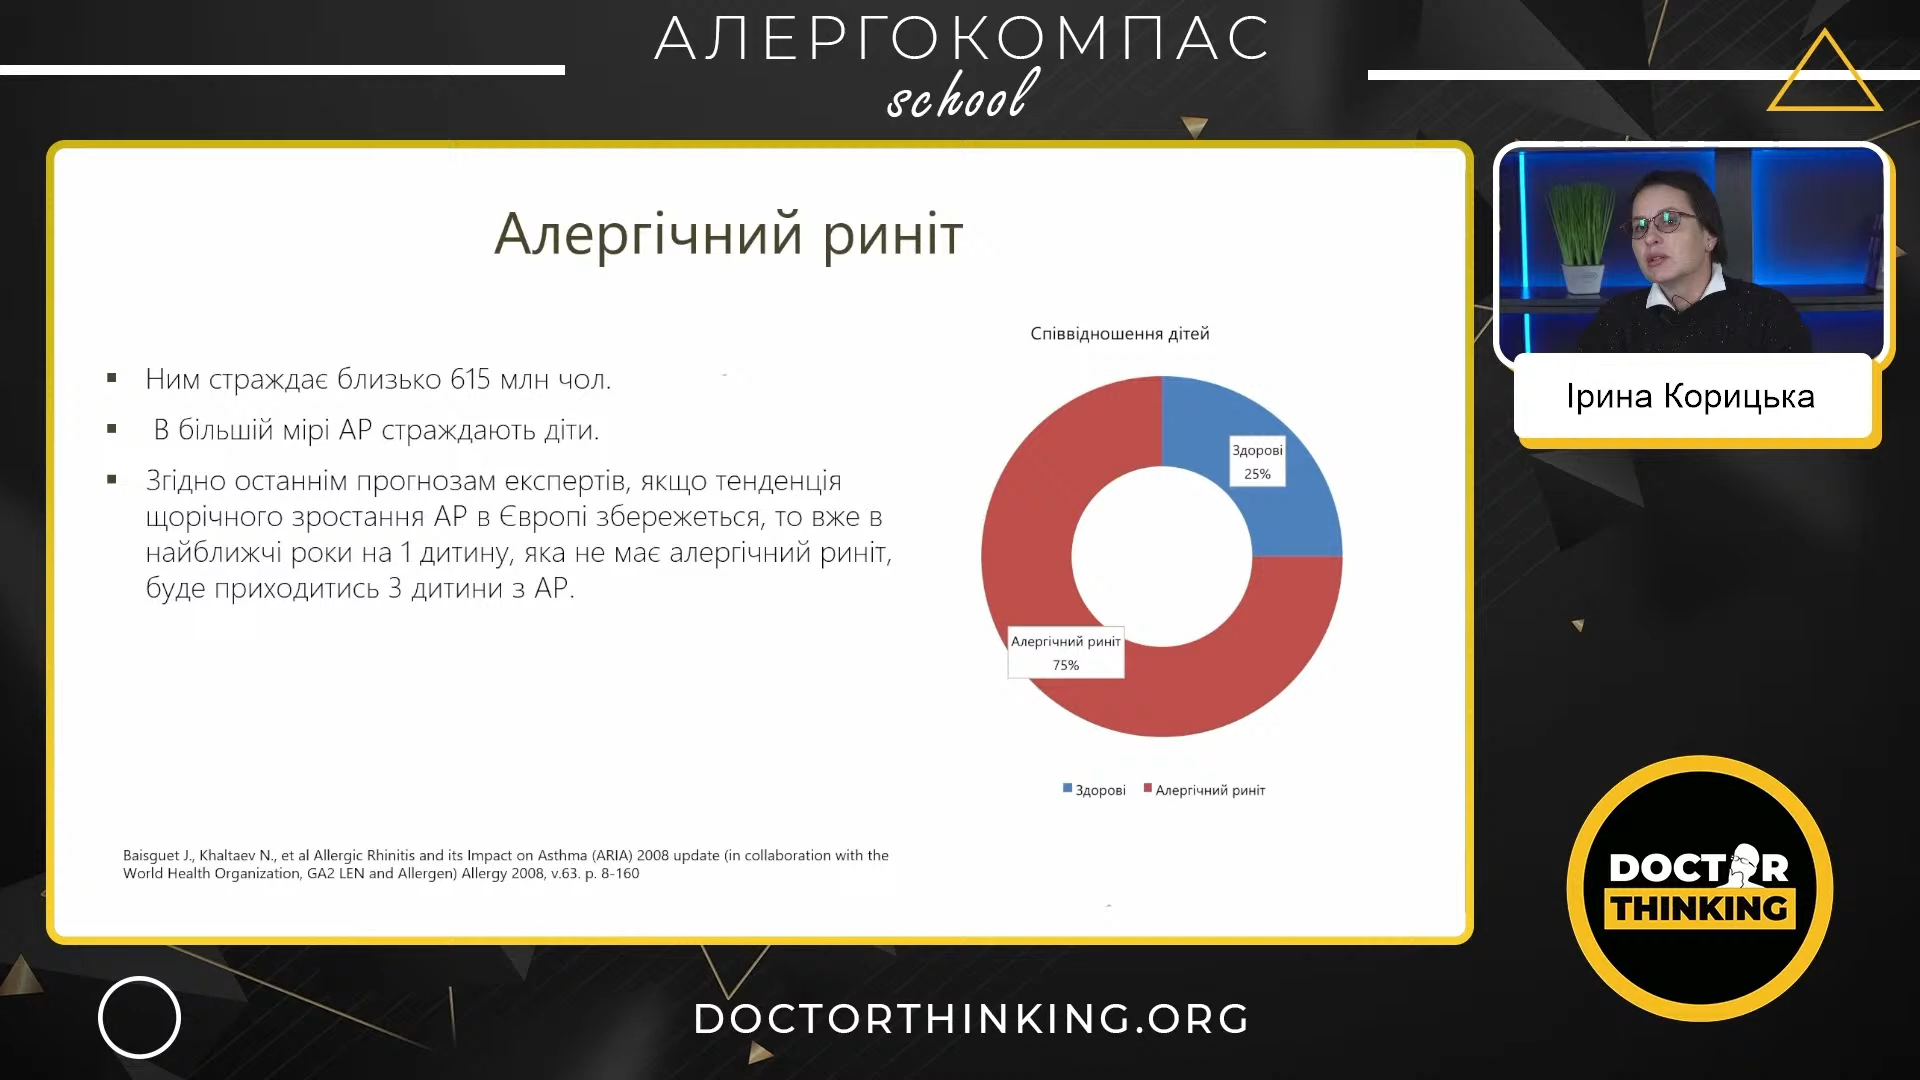 АЛЕРГОКОМПАС
school
Алергічний риніт
▪ Ним страждає близько 615 млн чол.
▪ В більшій мірі АР страждають діти.
▪ Згідно останнім прогнозам експертів, якщо тенденція
щорічного зростання АР в Європі збережеться, то вже в
найближчі роки на 1 дитину, яка не має алергічний риніт,
буде приходитись 3 дитини з АР.
Співвідношення дітей
Здорові
25%
Алергічний риніт
75%
Здорові Алергічний риніт
Baisguet J., Khaltaev N., et al Allergic Rhinitis and its Impact on Asthma (ARIA) 2008 update (in collaboration with the
World Health Organization, GA2 LEN and Allergen) Allergy 2008, v.63. p. 8-160
Ірина Корицька
DOCTOR
THINKING
DOCTORTHINKING.ORG